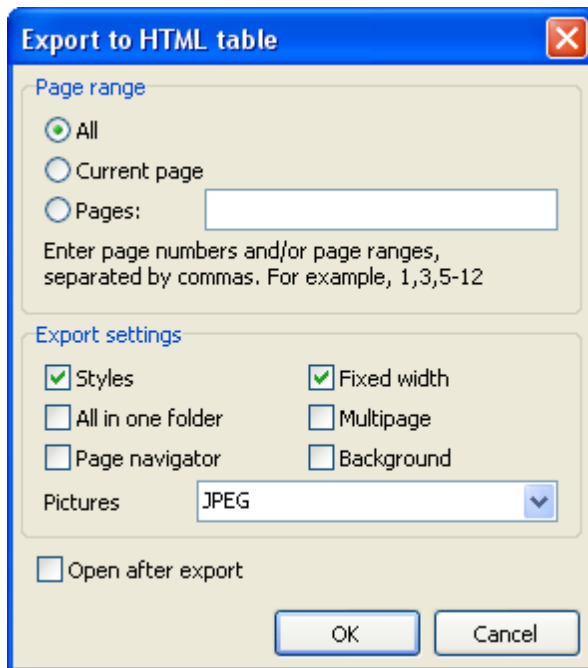 Export to HTML table
Page range
All
Current page
Pages:
Enter page numbers and/or page ranges,
separated by commas. For example, 1,3,5-12
Export settings
Styles
Fixed width
All in one folder
Multipage
Page navigator
Background
Pictures
JPEG
Open after export
OK
Cancel